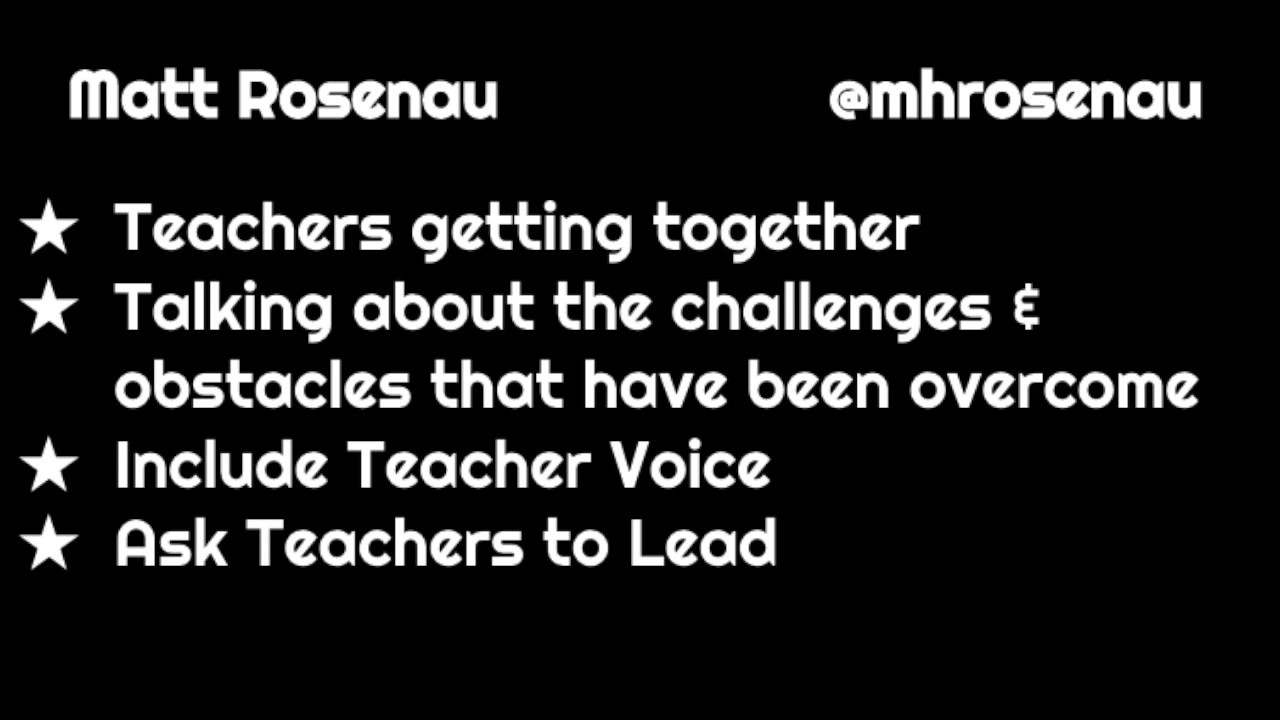 Matt Rosenau @mhrosenau
★ Teachers getting together
★ Talking about the challenges &
obstacles that have been overcome
★ Include Teacher Voice
★ Ask Teachers to Lead